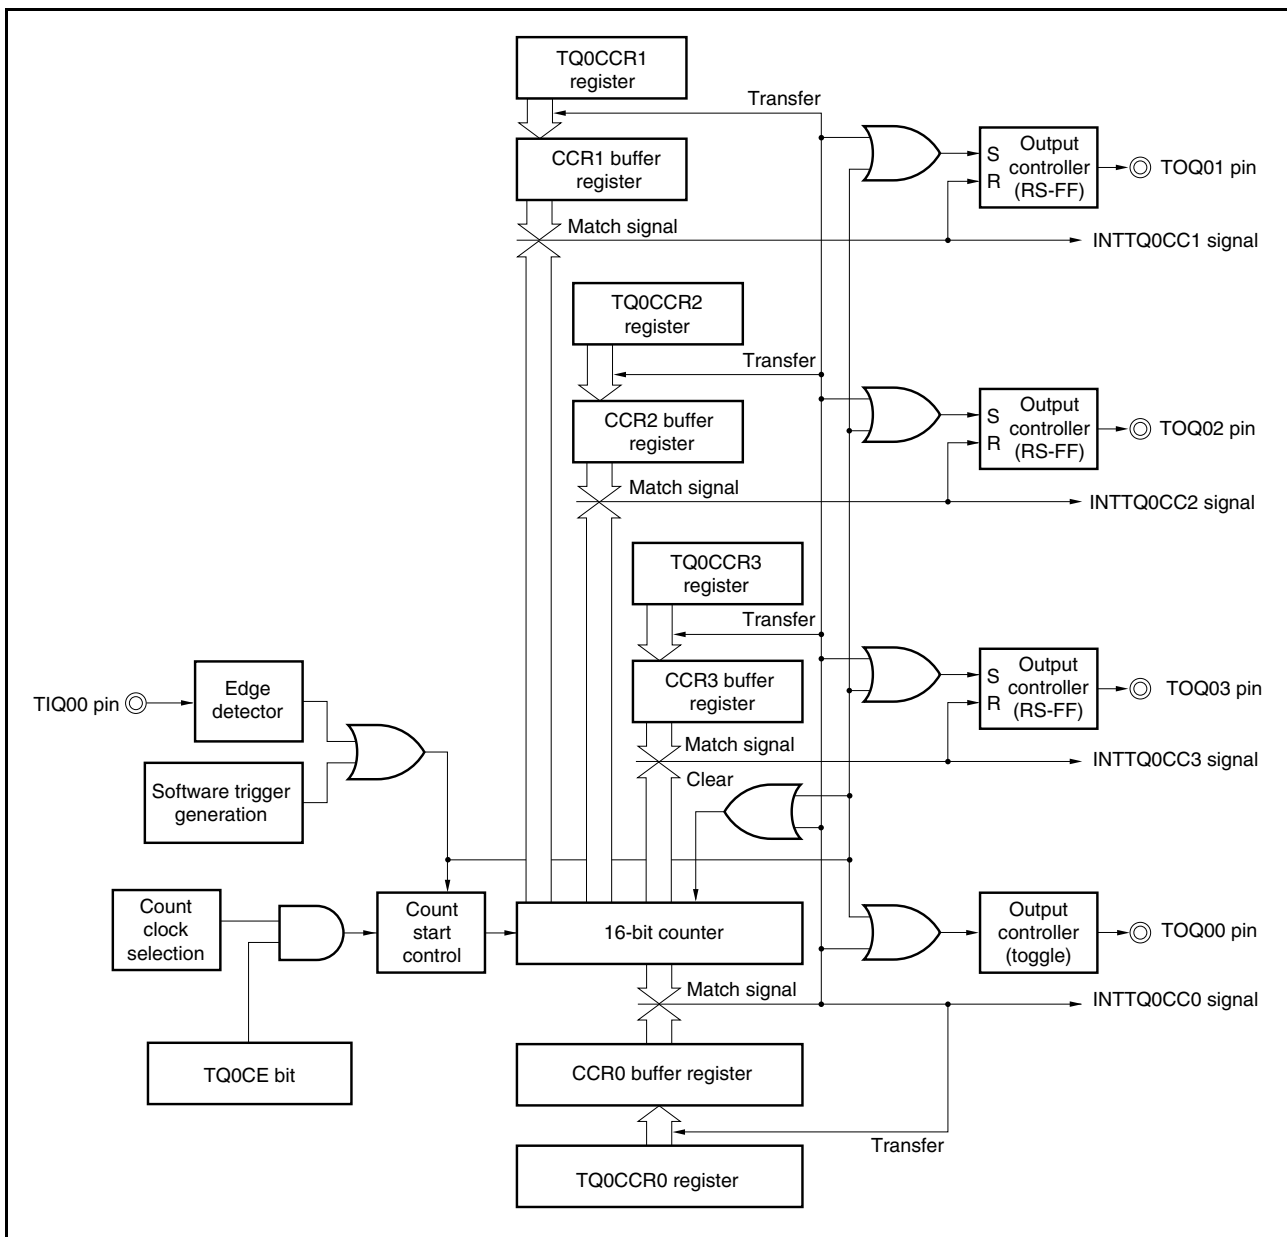 TQ0CCR1
register
Transfer
CCR1 buffer
register
S
R
Output
controller
(RS-FF)
TOQ01 pin
Match signal
INTTQ0CC1 signal
TQ0CCR2
register
Transfer
CCR2 buffer
register
S
R
Output
controller
(RS-FF)
TOQ02 pin
Match signal
INTTQ0CC2 signal
TQ0CCR3
register
Transfer
CCR3 buffer
register
S
R
Output
controller
(RS-FF)
TOQ03 pin
TIQ00 pin
Edge
detector
Match signal
INTTQ0CC3 signal
Clear
Software trigger
generation
Count
clock
selection
Count
start
control
16-bit counter
Output
controller
(toggle)
TOQ00 pin
Match signal
INTTQ0CC0 signal
TQ0CE bit
CCR0 buffer register
Transfer
TQ0CCR0 register